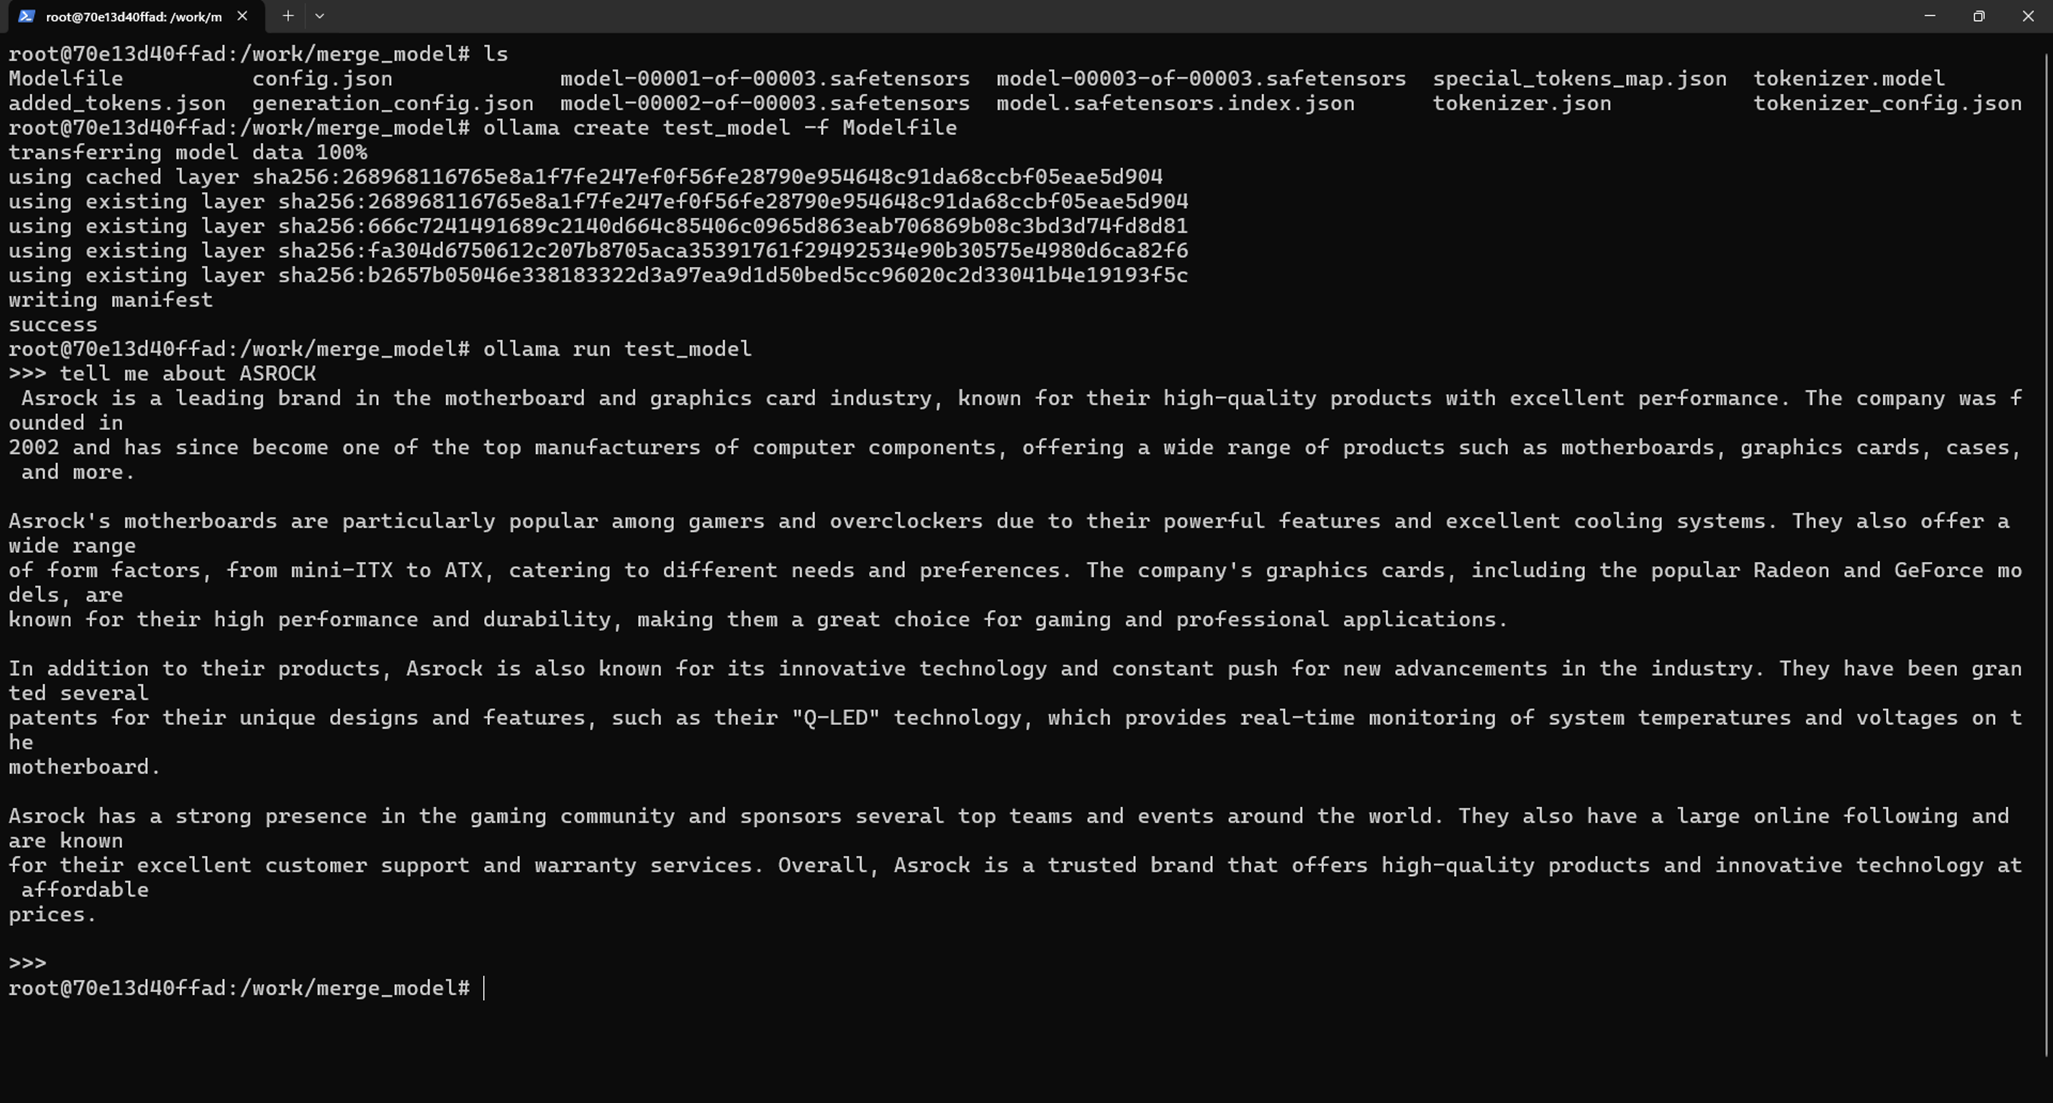 root@70e13d40ffad: /work/m
root@70e13d40ffad:/work/merge_model# ls
Modelfile config.json model-00001-of-00003.safetensors model-00003-of-00003.safetensors special_tokens_map.json tokenizer.model
added_tokens.json generation_config.json model-00002-of-00003.safetensors model.safetensors.index.json tokenizer.json tokenizer_config.json
root@70e13d40ffad:/work/merge_model# ollama create test_model -f Modelfile
transferring model data 100%
using cached layer sha256:268968116765e8a1f7fe247ef0f56fe28790e954648c91da68ccbf05eae5d904
using existing layer sha256:268968116765e8a1f7fe247ef0f56fe28790e954648c91da68ccbf05eae5d904
using existing layer sha256:666c7241491689c2140d664c85406c0965d863eab706869b08c3bd3d74fd8d81
using existing layer sha256:fa304d6750612c207b8705aca35391761f29492534e90b30575e4980d6ca82f6
using existing layer sha256:b2657b05046e338183322d3a97ea9d1d50bed5cc96020c2d33041b4e19193f5c
writing manifest
success
root@70e13d40ffad:/work/merge_model# ollama run test_model
>>> tell me about ASROCK
Asrock is a leading brand in the motherboard and graphics card industry, known for their high-quality products with excellent performance. The company was f
ounded in
2002 and has since become one of the top manufacturers of computer components, offering a wide range of products such as motherboards, graphics cards, cases,
and more.
Asrock's motherboards are particularly popular among gamers and overclockers due to their powerful features and excellent cooling systems. They also offer a
wide range
of form factors, from mini-ITX to ATX, catering to different needs and preferences. The company's graphics cards, including the popular Radeon and GeForce mo
dels, are
known for their high performance and durability, making them a great choice for gaming and professional applications.
In addition to their products, Asrock is also known for its innovative technology and constant push for new advancements in the industry. They have been gran
ted several
patents for their unique designs and features, such as their "Q-LED" technology, which provides real-time monitoring of system temperatures and voltages on t
he
motherboard.
Asrock has a strong presence in the gaming community and sponsors several top teams and events around the world. They also have a large online following and
are known
for their excellent customer support and warranty services. Overall, Asrock is a trusted brand that offers high-quality products and innovative technology at
affordable
prices.
>>>
root@70e13d40ffad:/work/merge_model#